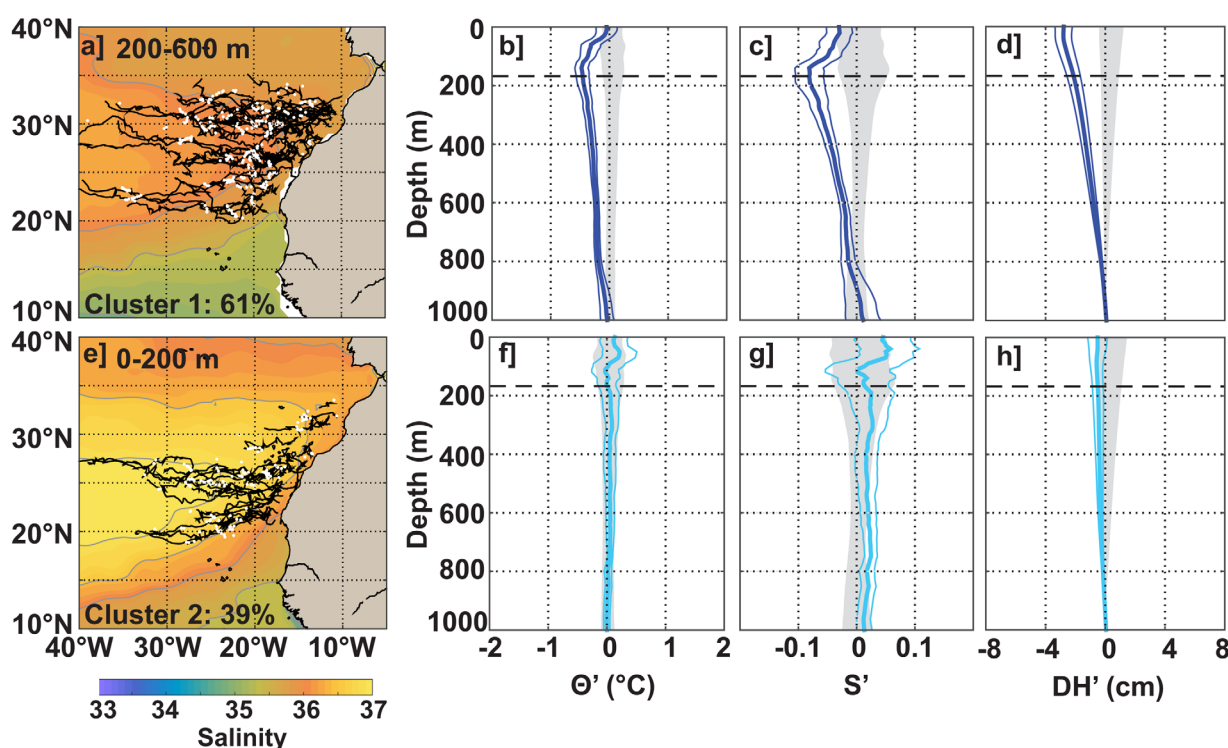 40°N
a] 200-600 m
30°N
20°N
10°N
Cluster 1: 61%
b]
c]
d]
0
200
400
600
800
1000
Depth (m)
40°N
e] 0-200 m
30°N
20°N
10°N
Cluster 2: 39%
40°W 30°W 20°W 10°W
f]
g]
h]
0
200
400
600
800
1000
Depth (m)
-2 -1 0 1 2
Θ' (°C)
-0.1 0 0.1
S'
-8 -4 0 4 8
DH' (cm)
33 34 35 36 37
Salinity